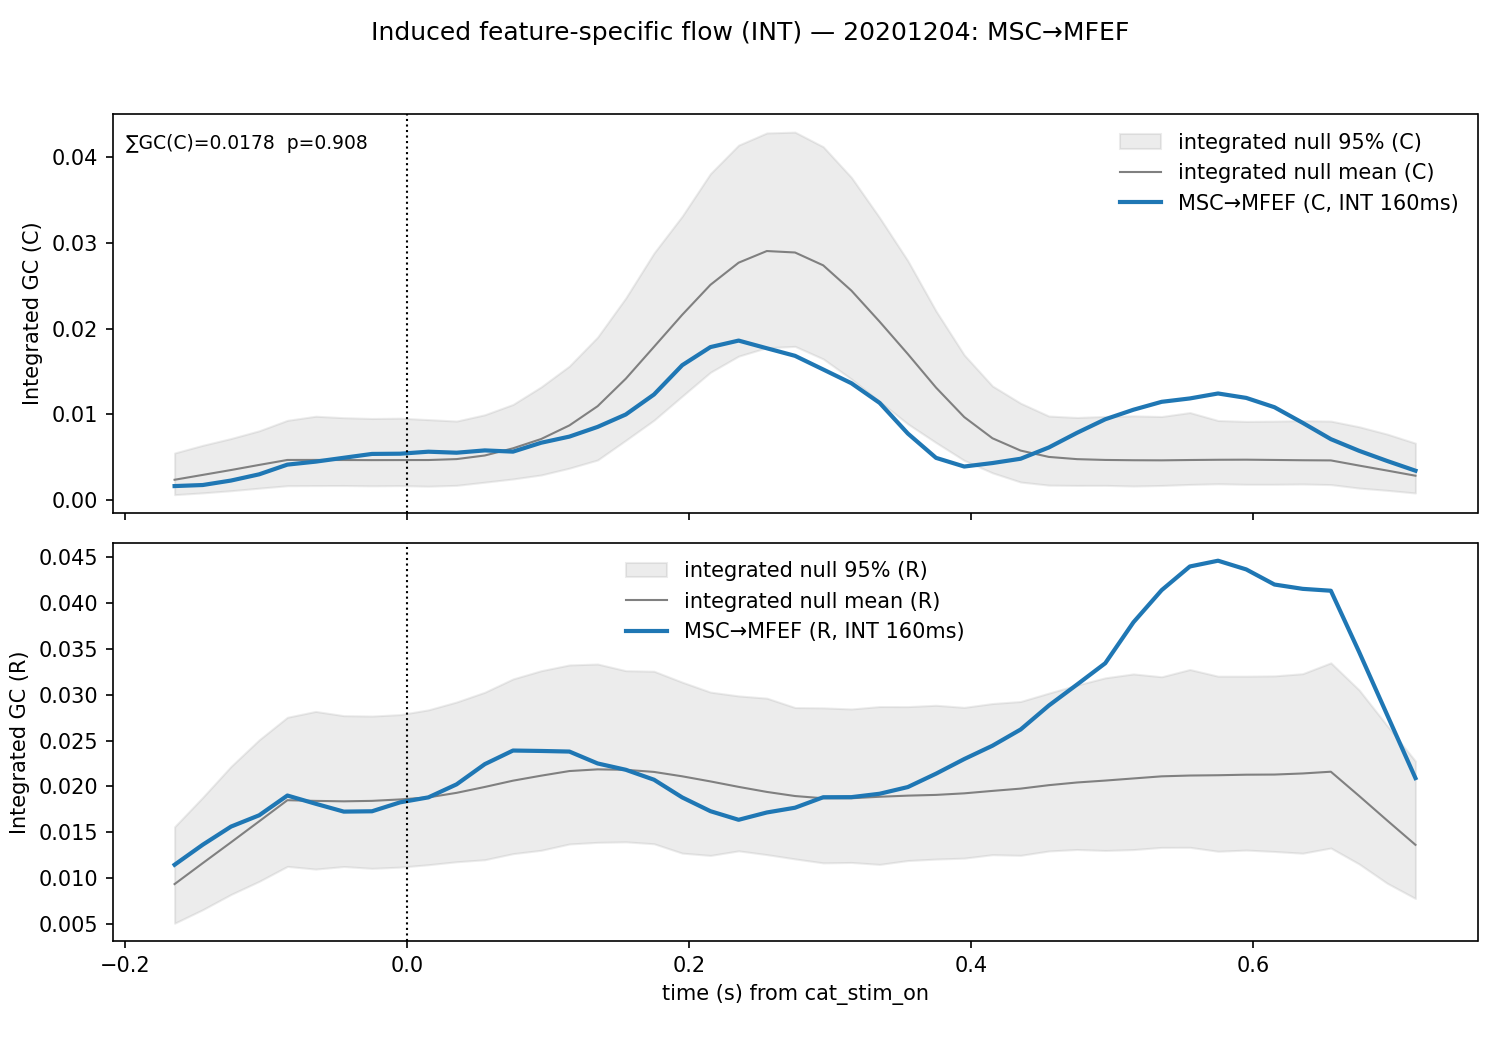 Induced feature-specific flow (INT) — 20201204: MSC→MFEF
∑GC(C)=0.0178  p=0.908
integrated null 95% (C)
integrated null mean (C)
MSC→MFEF (C, INT 160ms)
Integrated GC (C)
0.04
0.03
0.02
0.01
0.00
integrated null 95% (R)
integrated null mean (R)
MSC→MFEF (R, INT 160ms)
Integrated GC (R)
0.045
0.040
0.035
0.030
0.025
0.020
0.015
0.010
0.005
−0.2 0.0 0.2 0.4 0.6
time (s) from cat_stim_on